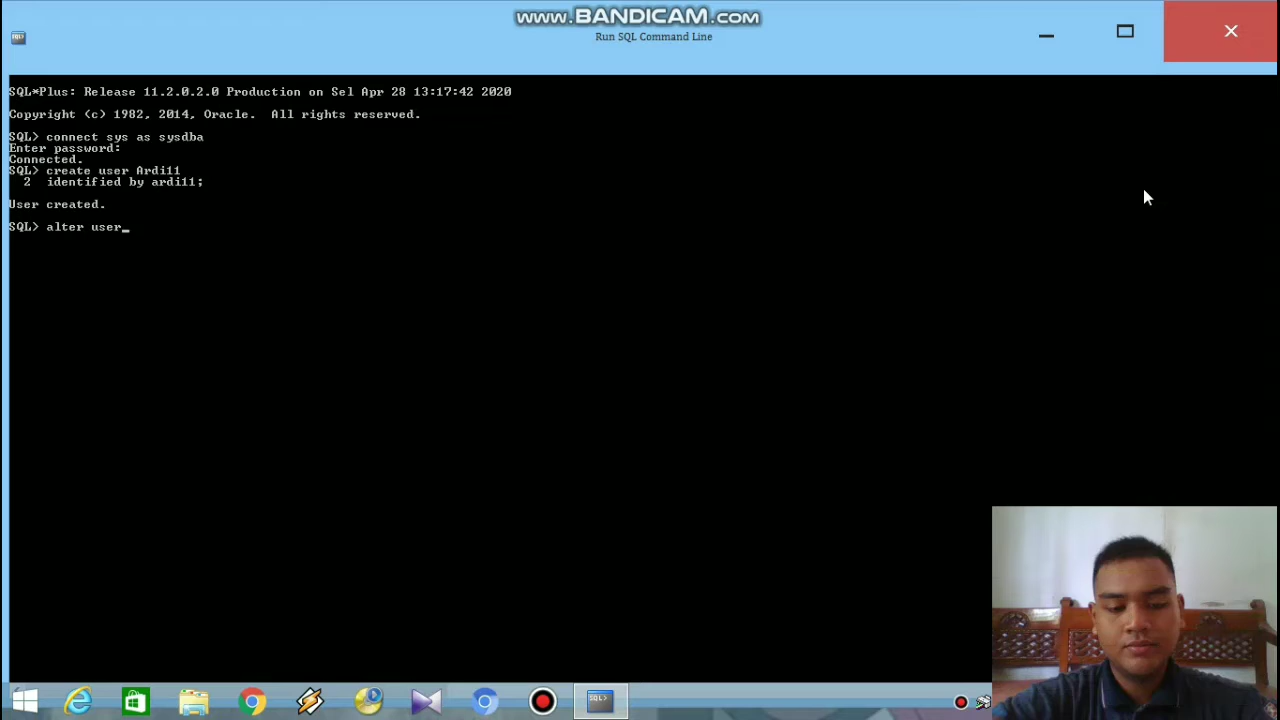 www.BANDICAM.com
Run SQL Command Line
SQL*Plus: Release 11.2.0.2.0 Production on Sel Apr 28 13:17:42 2020
Copyright (c) 1982, 2014, Oracle.  All rights reserved.
SQL> connect sys as sysdba
Enter password:
Connected.
SQL> create user Ardi11
  2  identified by ardi11;
User created.
SQL> alter user_